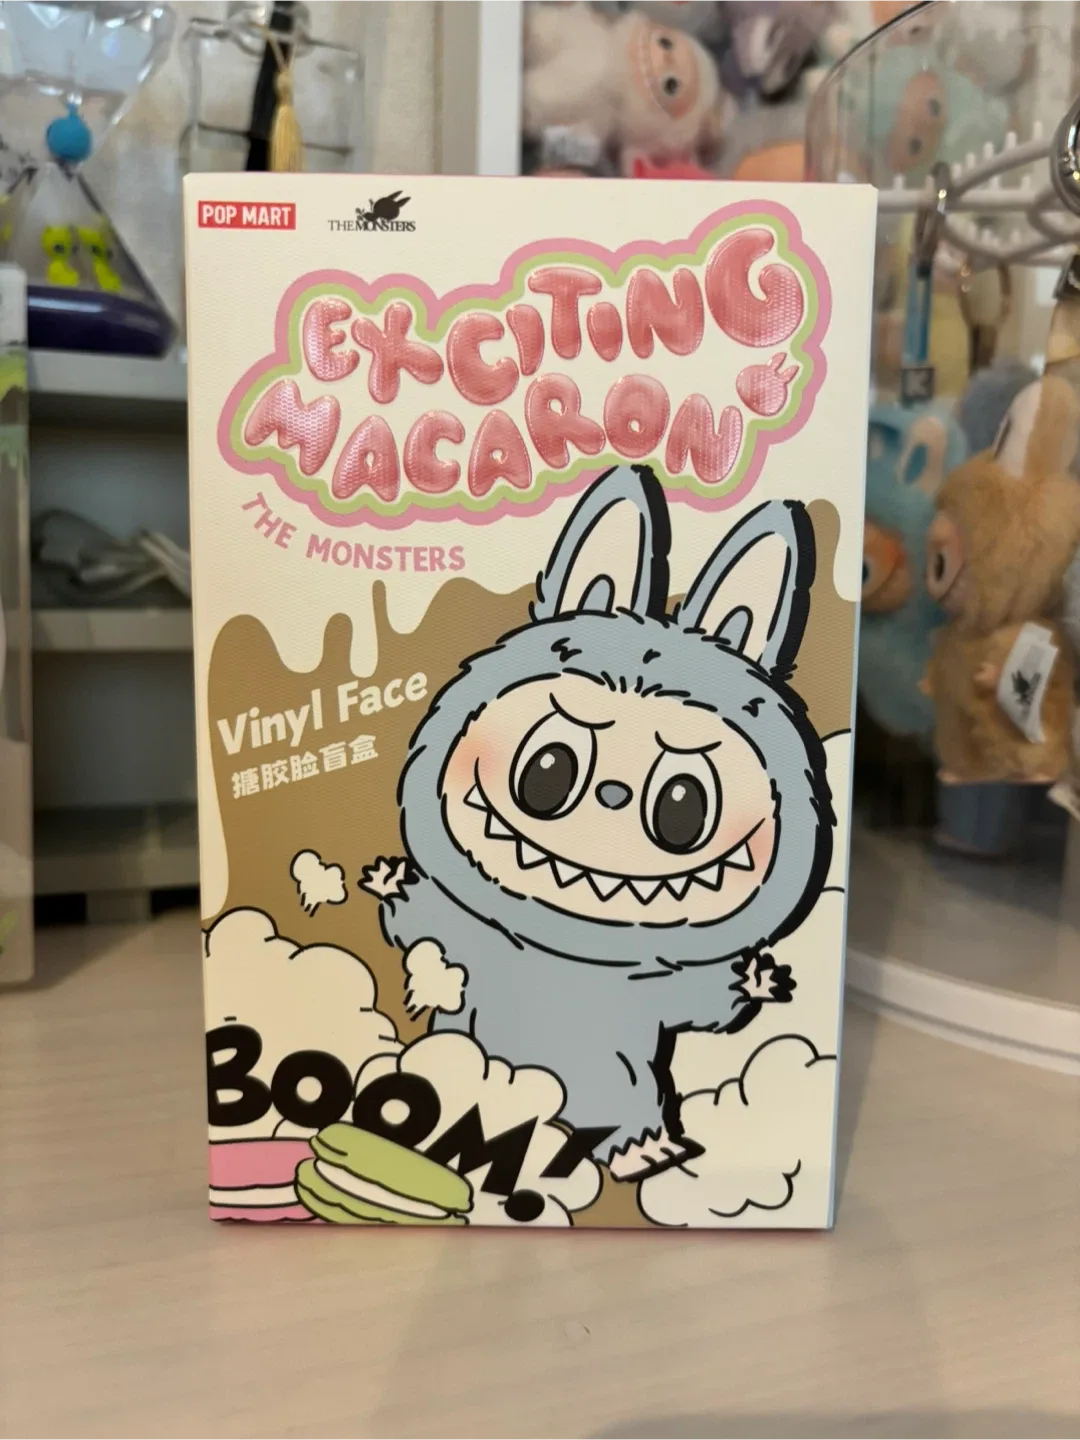 POP MART
THE MONSTERS
EXCITING
MACARON
THE MONSTERS
Vinyl Face
搪胶脸盲盒
BOOM!